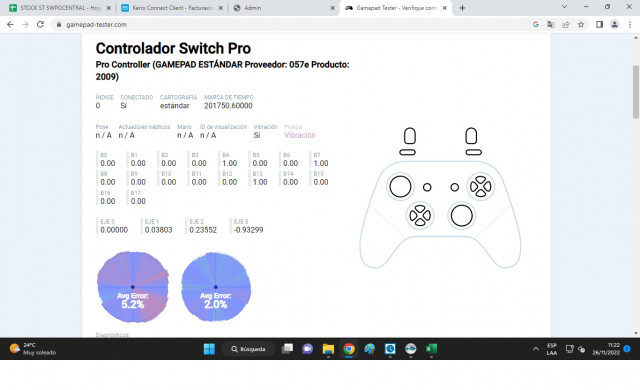 STOCK ST SWPOCENTRAL - Hoja
Kerio Connect Client - Facturacio
Admin
Gamepad Tester - Verifique cont
gamepad-tester.com
Controlador Switch Pro
Pro Controller (GAMEPAD ESTÁNDAR Proveedor: 057e Producto:
2009)
ÍNDICE CONECTADO CARTOGRAFÍA MARCA DE TIEMPO
0 Sí estándar 201750.60000
Pose Actuadores hápticos Mano ID de visualización Vibración Prueba
n / A n / A n / A n / A Sí Vibración
B0 B1 B2 B3 B4 B5 B6 B7
0.00 0.00 0.00 0.00 1.00 0.00 0.00 1.00
B8 B9 B10 B11 B12 B13 B14 B15
0.00 0.00 0.00 0.00 0.00 1.00 0.00 0.00
B16 B17
0.00 0.00
EJE 0 EJE 1 EJE 2 EJE 3
0.00000 0.03803 0.23552 -0.93299
Avg Error: Avg Error:
5.2% 2.0%
Diagnósticos:
24°C
Muy soleado
Búsqueda
ESP
LAA
11:22
26/11/2022